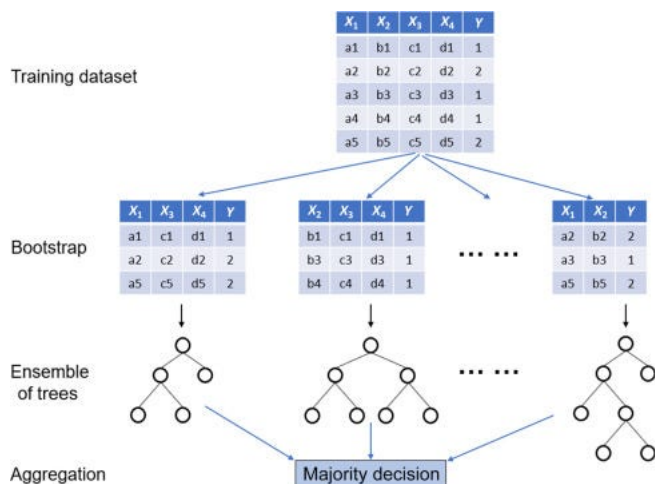 X1 X2 X3 X4 Y
a1 b1 c1 d1 1
Training dataset
a2 b2 c2 d2 2
a3 b3 c3 d3 1
a4 b4 c4 d4 1
a5 b5 c5 d5 2
X1 X3 X4 Y
a1 c1 d1 1
a2 c2 d2 2
a5 c5 d5 2
X2 X3 X4 Y
b1 c1 d1 1
b3 c3 d3 1
b4 c4 d4 1
X1 X2 Y
a2 b2 2
a3 b3 1
a5 b5 2
Bootstrap
... ...
Ensemble
of trees
... ...
Aggregation
Majority decision